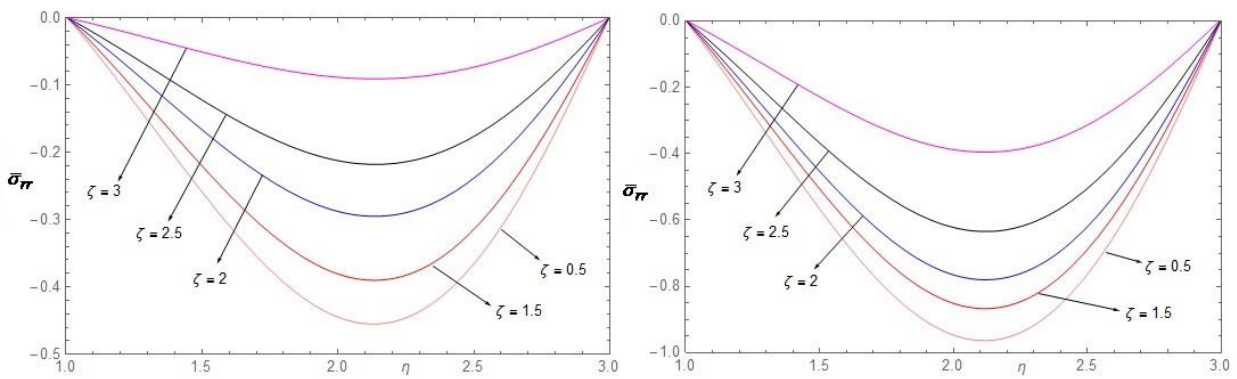 0.0
−0.1
−0.2
−0.3
−0.4
−0.5
σ̅rr
ζ = 3
ζ = 2.5
ζ = 2
ζ = 0.5
ζ = 1.5
1.0 1.5 2.0 η 2.5 3.0
0.0
−0.2
−0.4
−0.6
−0.8
−1.0
σ̅rr
ζ = 3
ζ = 2.5
ζ = 2
ζ = 0.5
ζ = 1.5
1.0 1.5 2.0 η 2.5 3.0